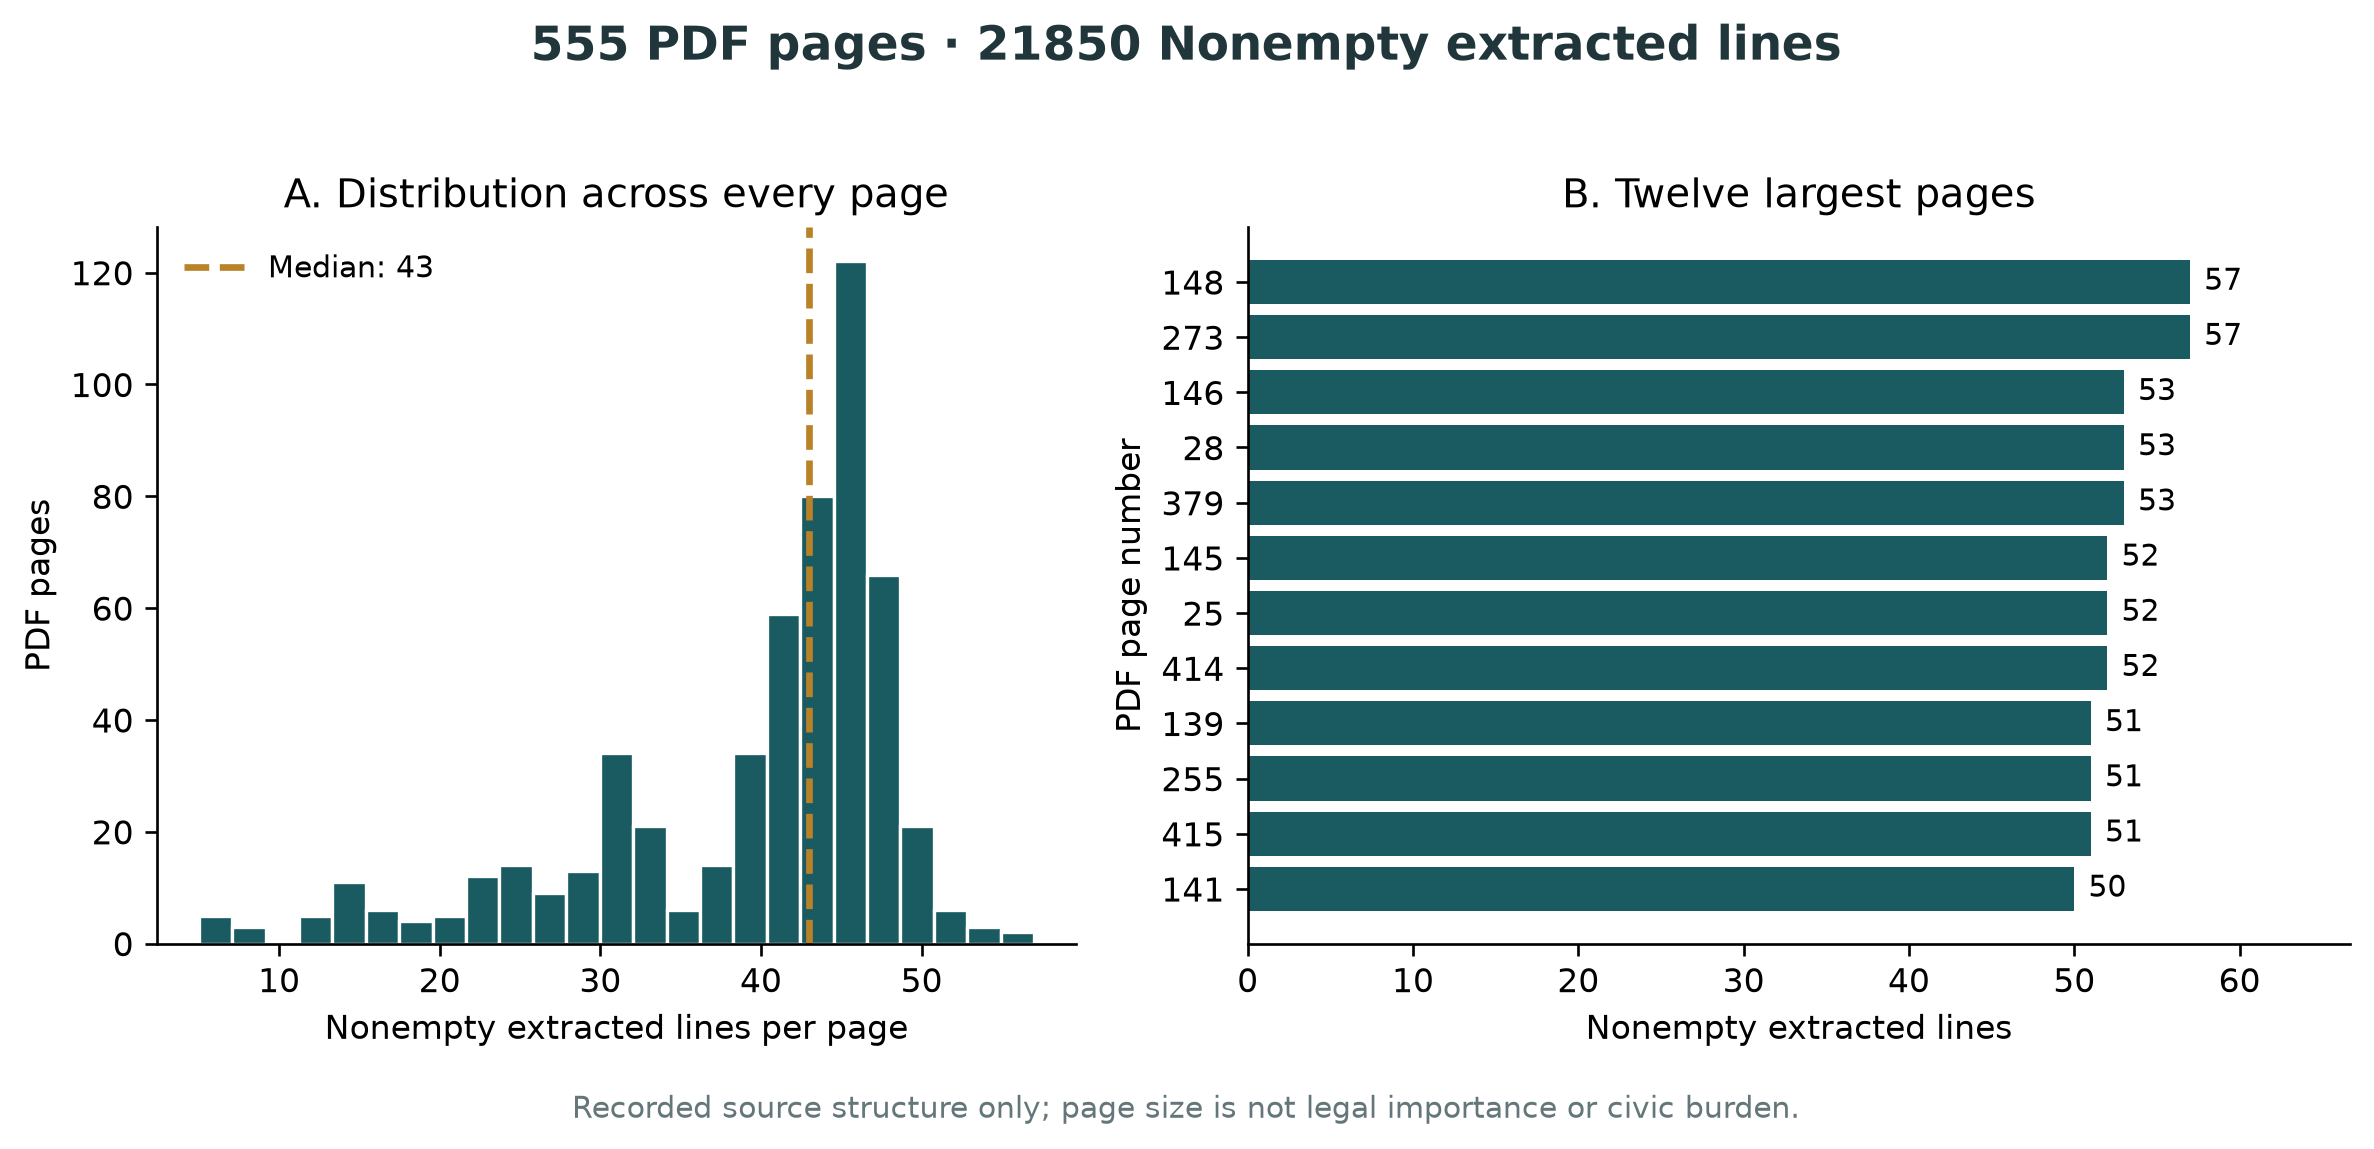 555 PDF pages · 21850 Nonempty extracted lines
A. Distribution across every page
Median: 43
PDF pages
120
100
80
60
40
20
0
10 20 30 40 50
Nonempty extracted lines per page
B. Twelve largest pages
PDF page number
148 57
273 57
146 53
28 53
379 53
145 52
25 52
414 52
139 51
255 51
415 51
141 50
0 10 20 30 40 50 60
Nonempty extracted lines
Recorded source structure only; page size is not legal importance or civic burden.